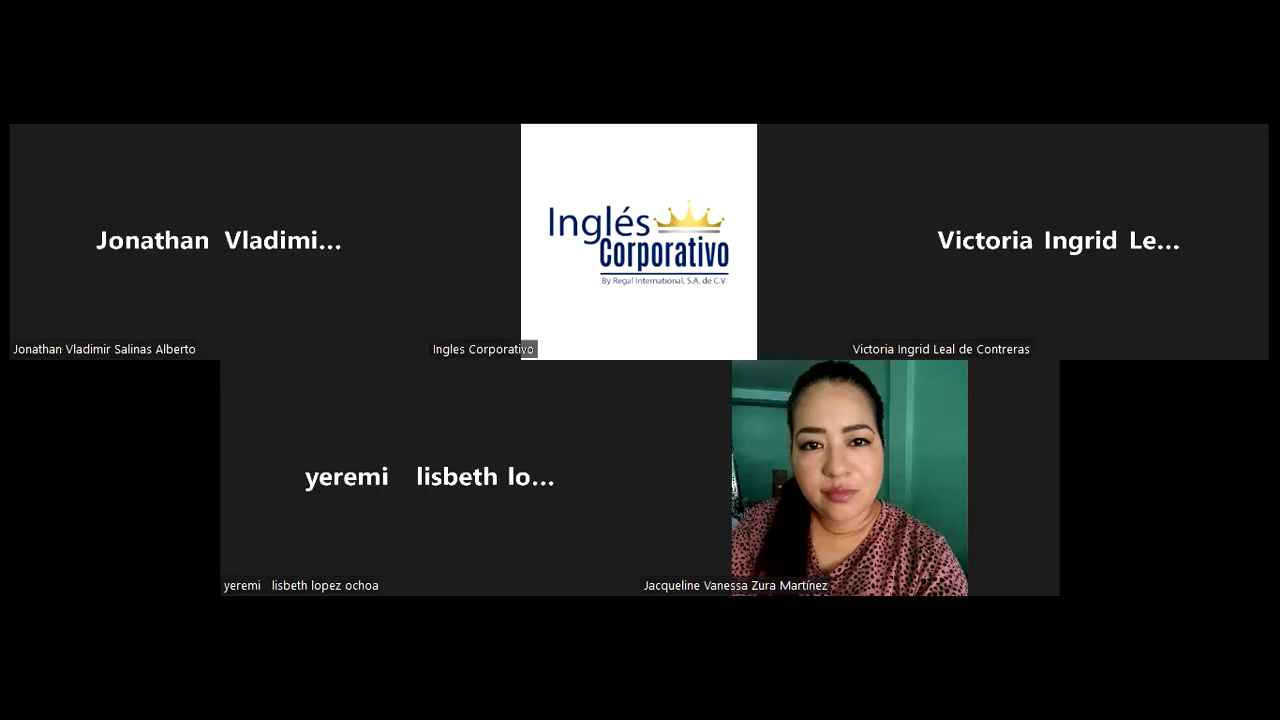 Jonathan Vladimi...
Inglés
Corporativo
By Regal International, S.A. de C.V.
Victoria Ingrid Le...
Jonathan Vladimir Salinas Alberto
Ingles Corporativo
Victoria Ingrid Leal de Contreras
yeremi lisbeth lo...
yeremi lisbeth lopez ochoa
Jacqueline Vanessa Zura Martínez